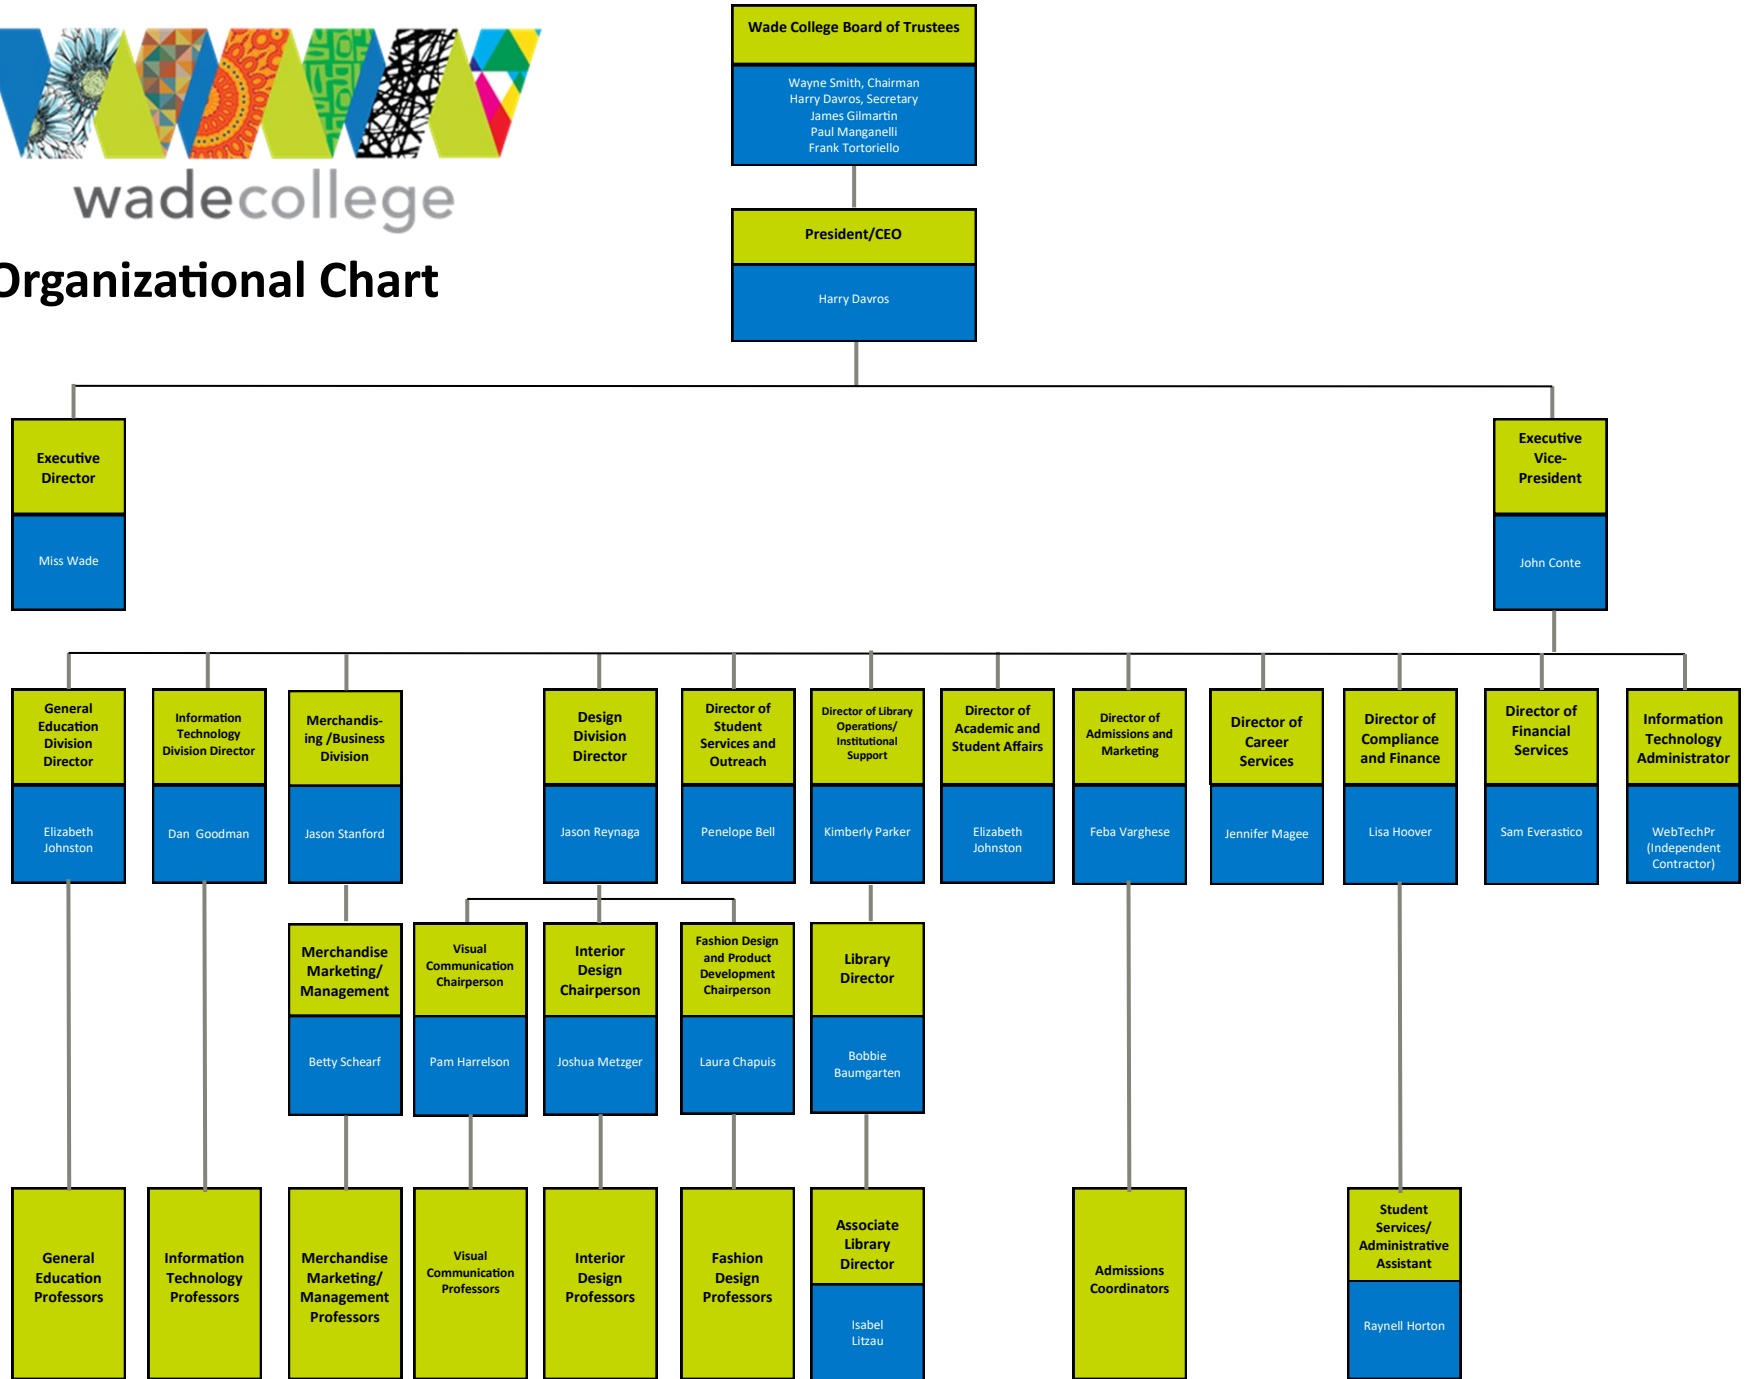 Wade College Board of Trustees
Wayne Smith, Chairman
Harry Davros, Secretary
James Gilmartin
Paul Manganelli
Frank Tortoriello
wadecollege
Organizational Chart
President/CEO
Harry Davros
Executive
Director
Miss Wade
Executive
Vice-
President
John Conte
General
Education
Division
Director
Elizabeth
Johnston
Information
Technology
Division Director
Dan Goodman
Merchandis-
ing /Business
Division
Jason Stanford
Design
Division
Director
Jason Reynaga
Director of
Student
Services and
Outreach
Penelope Bell
Director of Library
Operations/
Institutional
Support
Kimberly Parker
Director of
Academic and
Student Affairs
Elizabeth
Johnston
Director of
Admissions and
Marketing
Feba Varghese
Director of
Career
Services
Jennifer Magee
Director of
Compliance
and Finance
Lisa Hoover
Director of
Financial
Services
Sam Everastico
Information
Technology
Administrator
WebTechPr
(Independent
Contractor)
Merchandise
Marketing/
Management
Betty Schearf
Visual
Communication
Chairperson
Pam Harrelson
Interior
Design
Chairperson
Joshua Metzger
Fashion Design
and Product
Development
Chairperson
Laura Chapuis
Library
Director
Bobbie
Baumgarten
General
Education
Professors
Information
Technology
Professors
Merchandise
Marketing/
Management
Professors
Visual
Communication
Professors
Interior
Design
Professors
Fashion
Design
Professors
Associate
Library
Director
Isabel
Litzau
Admissions
Coordinators
Student
Services/
Administrative
Assistant
Raynell Horton